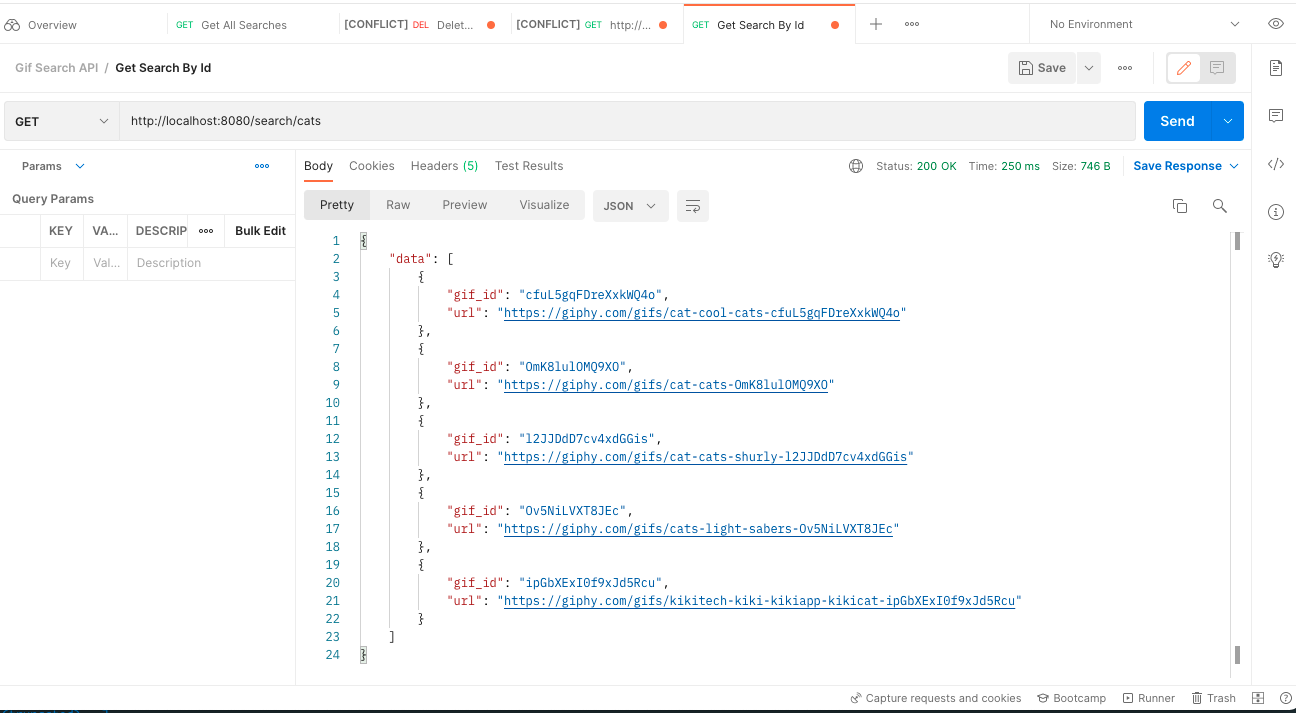 Overview GET Get All Searches [CONFLICT] DEL Delet... [CONFLICT] GET http://... GET Get Search By Id No Environment
Gif Search API / Get Search By Id Save
GET http://localhost:8080/search/cats Send
Params Body Cookies Headers (5) Test Results Status: 200 OK Time: 250 ms Size: 746 B Save Response
Query Params Pretty Raw Preview Visualize JSON
KEY VA... DESCRIP Bulk Edit
Key Val... Description
1 {
2 "data": [
3 {
4 "gif_id": "cfuL5gqFDreXxkWQ4o",
5 "url": "https://giphy.com/gifs/cat-cool-cats-cfuL5gqFDreXxkWQ4o"
6 },
7 {
8 "gif_id": "OmK8lulOMQ9XO",
9 "url": "https://giphy.com/gifs/cat-cats-OmK8lulOMQ9XO"
10 },
11 {
12 "gif_id": "l2JJDdD7cv4xdGGis",
13 "url": "https://giphy.com/gifs/cat-cats-shurly-l2JJDdD7cv4xdGGis"
14 },
15 {
16 "gif_id": "Ov5NiLVXT8JEc",
17 "url": "https://giphy.com/gifs/cats-light-sabers-Ov5NiLVXT8JEc"
18 },
19 {
20 "gif_id": "ipGbXExI0f9xJd5Rcu",
21 "url": "https://giphy.com/gifs/kikitech-kiki-kikiapp-kikicat-ipGbXExI0f9xJd5Rcu"
22 }
23 ]
24 }
Capture requests and cookies Bootcamp Runner Trash